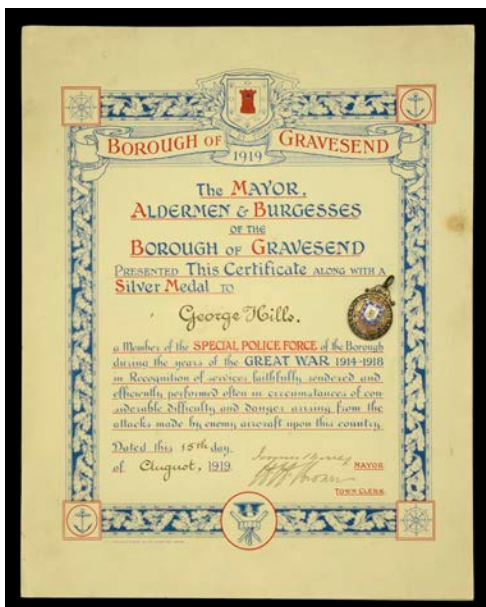 BOROUGH OF GRAVESEND
1919
The MAYOR,
ALDERMEN & BURGESSES
OF THE
BOROUGH OF GRAVESEND
PRESENTED This Certificate ALONG WITH A
Silver Medal TO
George Hills.
a Member of the SPECIAL POLICE FORCE of the Borough
during the years of the GREAT WAR 1914-1918
in Recognition of services faithfully rendered and
efficiently performed often in circumstances of con-
siderable difficulty and danger arising from the
attacks made by enemy aircraft upon this country.
Dated this 15th day
of August, 1919
MAYOR
TOWN CLERK.